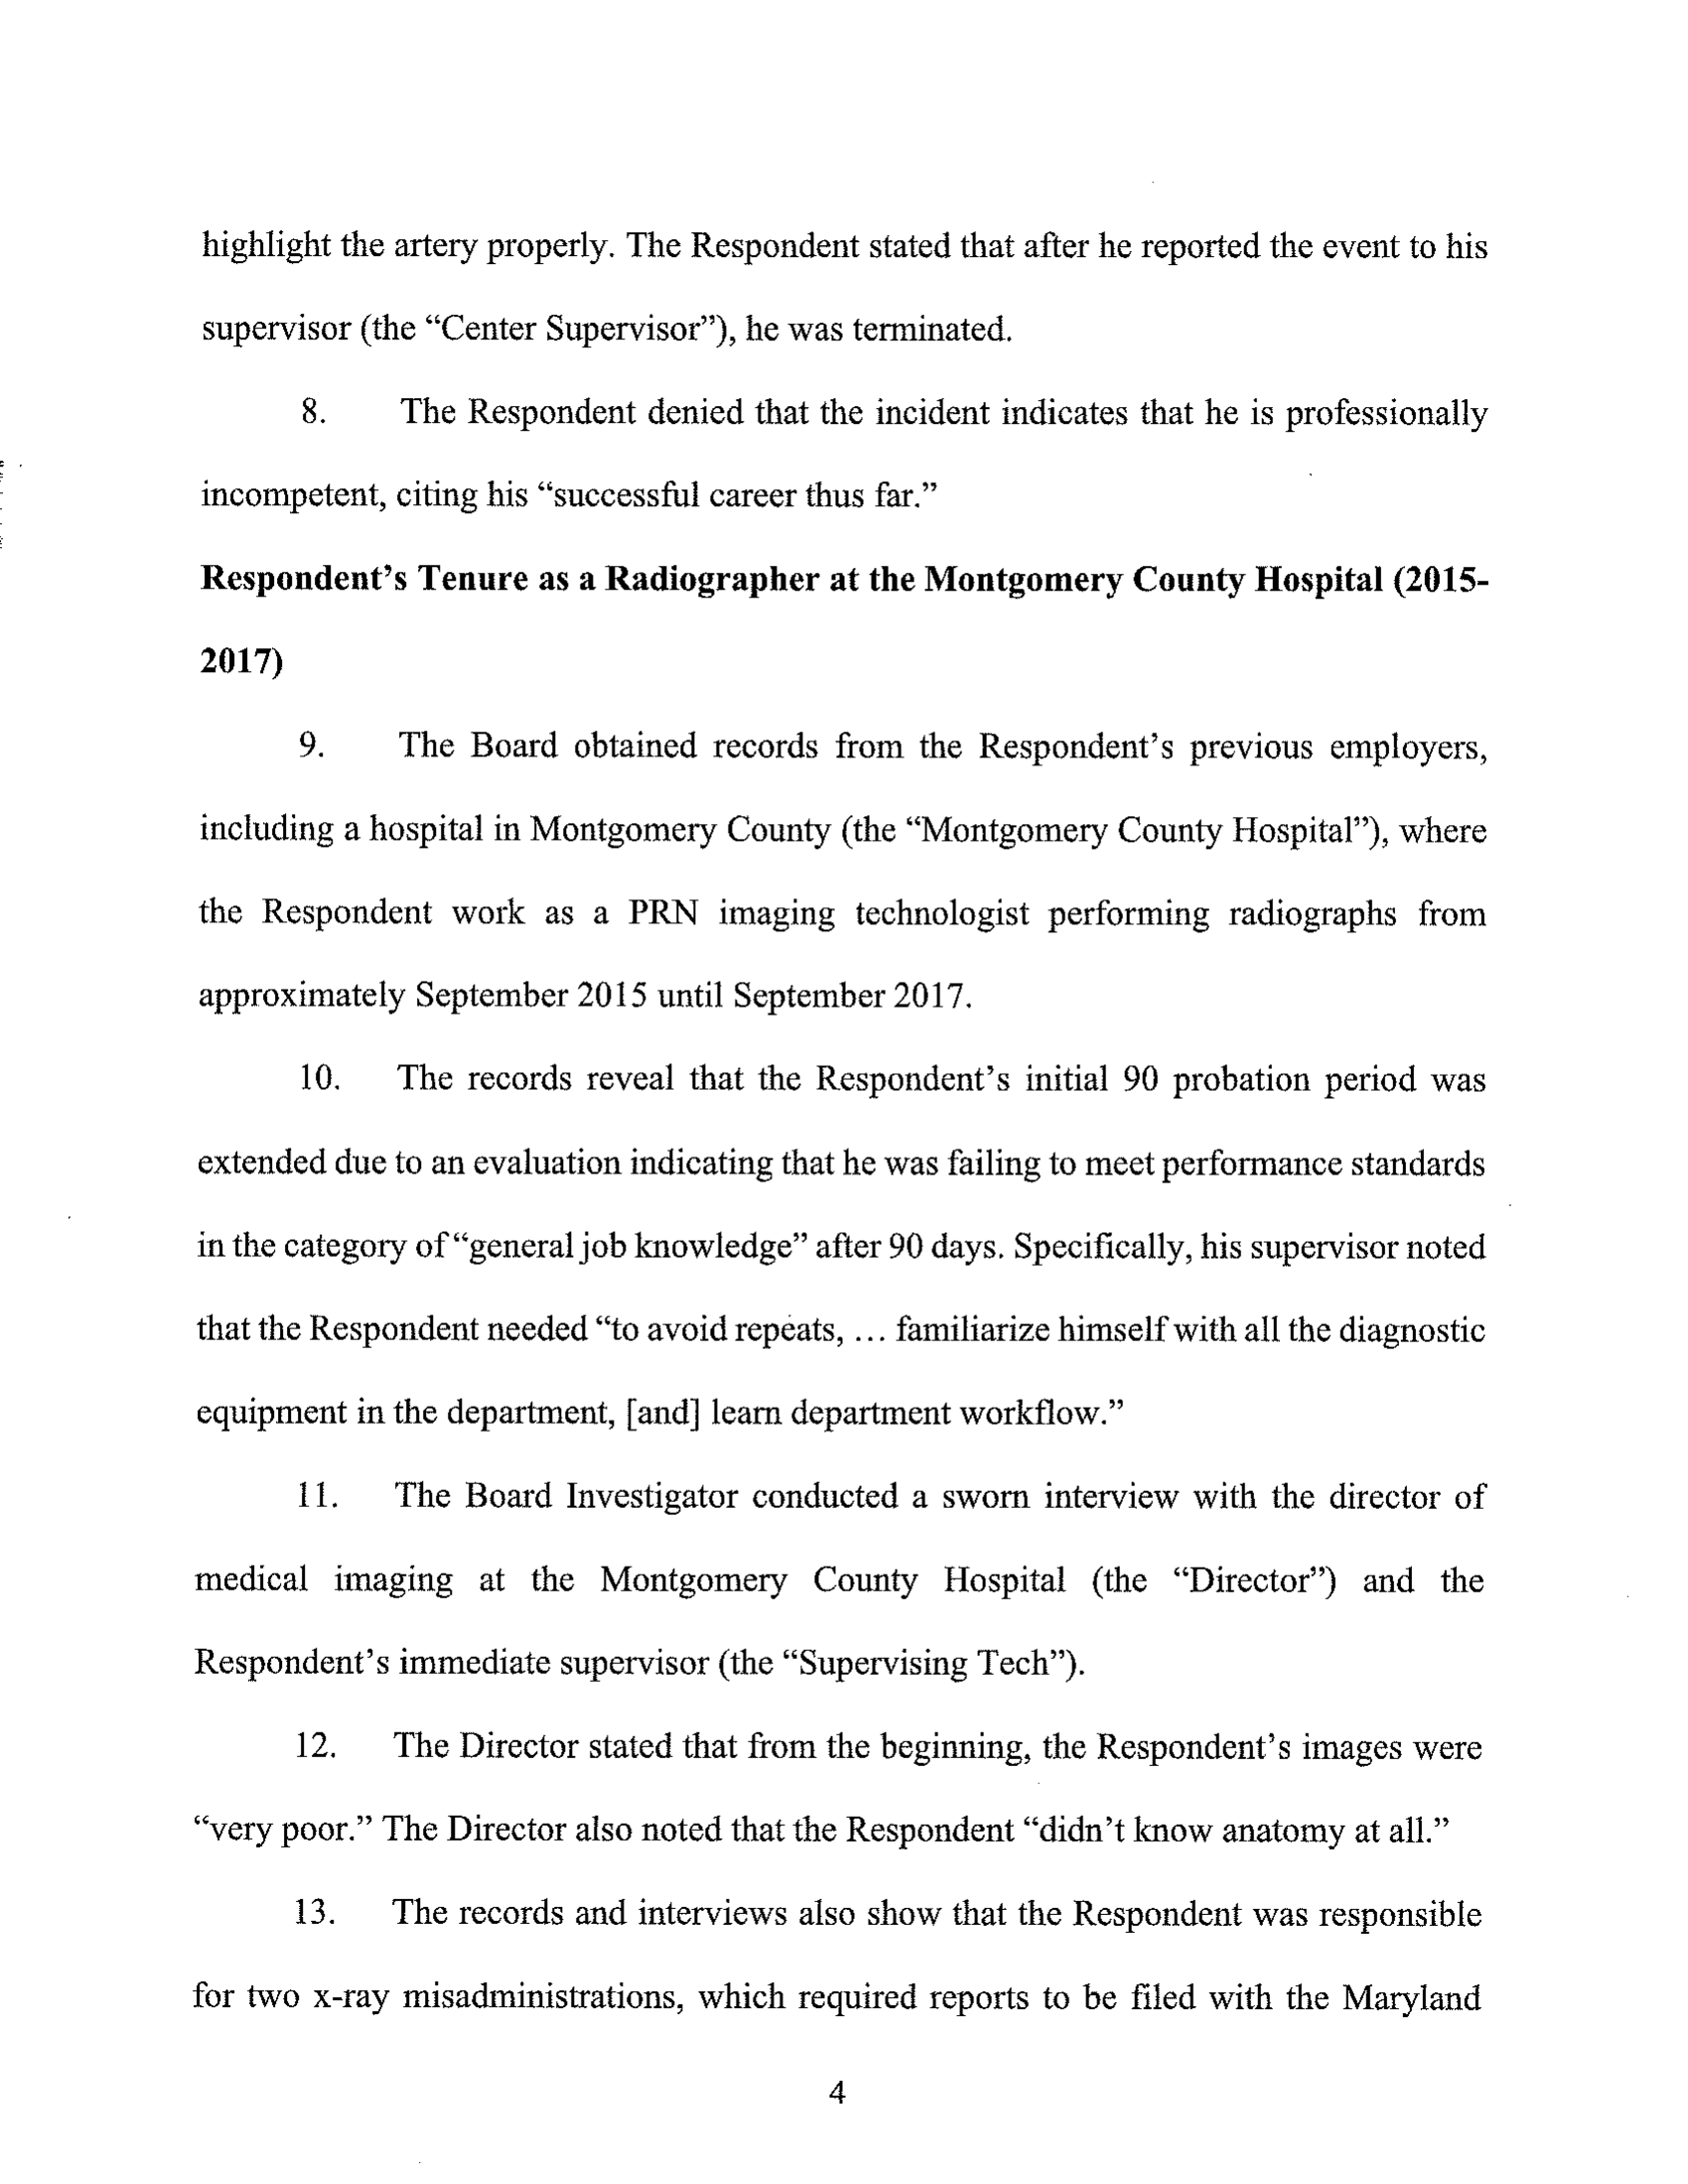 highlight the artery properly. The Respondent stated that after he reported the event to his
supervisor (the “Center Supervisor”), he was terminated.
8. The Respondent denied that the incident indicates that he is professionally
incompetent, citing his “successful career thus far.”
Respondent’s Tenure as a Radiographer at the Montgomery County Hospital (2015-
2017)
9. The Board obtained records from the Respondent’s previous employers,
including a hospital in Montgomery County (the “Montgomery County Hospital”), where
the Respondent work as a PRN imaging technologist performing radiographs from
approximately September 2015 until September 2017.
10. The records reveal that the Respondent’s initial 90 probation period was
extended due to an evaluation indicating that he was failing to meet performance standards
in the category of “general job knowledge” after 90 days. Specifically, his supervisor noted
that the Respondent needed “to avoid repeats, … familiarize himself with all the diagnostic
equipment in the department, [and] learn department workflow.”
11. The Board Investigator conducted a sworn interview with the director of
medical imaging at the Montgomery County Hospital (the “Director”) and the
Respondent’s immediate supervisor (the “Supervising Tech”).
12. The Director stated that from the beginning, the Respondent’s images were
“very poor.” The Director also noted that the Respondent “didn’t know anatomy at all.”
13. The records and interviews also show that the Respondent was responsible
for two x-ray misadministrations, which required reports to be filed with the Maryland
4